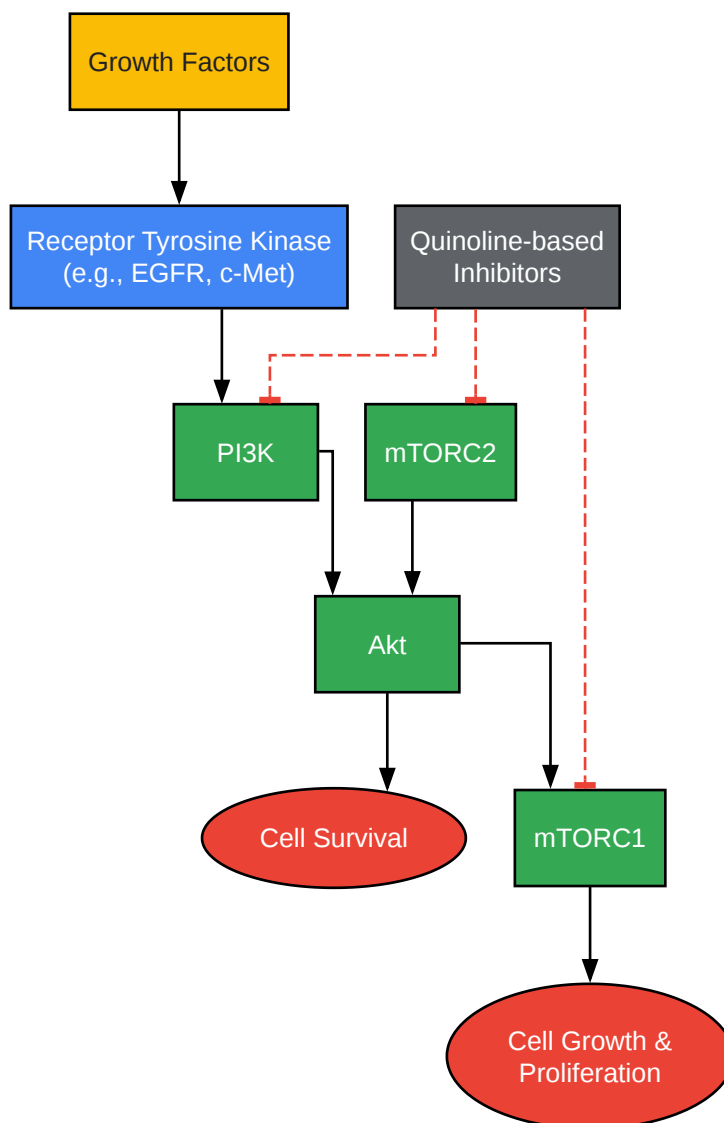 Growth Factors
Receptor Tyrosine Kinase
(e.g., EGFR, c-Met)
Quinoline-based
Inhibitors
PI3K
mTORC2
Akt
Cell Survival
mTORC1
Cell Growth &
Proliferation